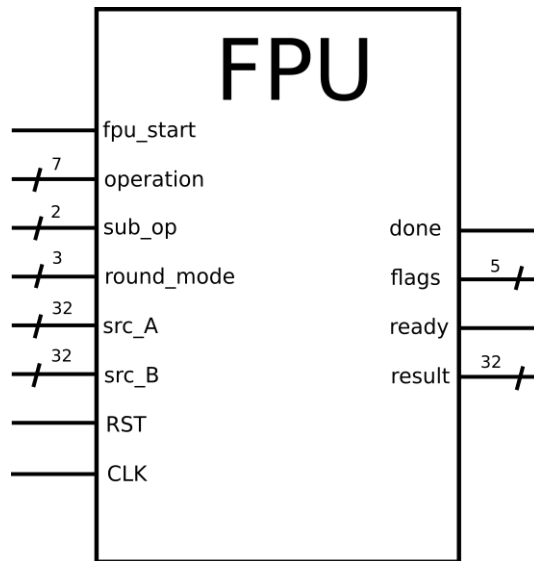 FPU
fpu_start
7
operation
2
sub_op
done
3
round_mode
5
flags
32
src_A
ready
32
src_B
32
result
RST
CLK